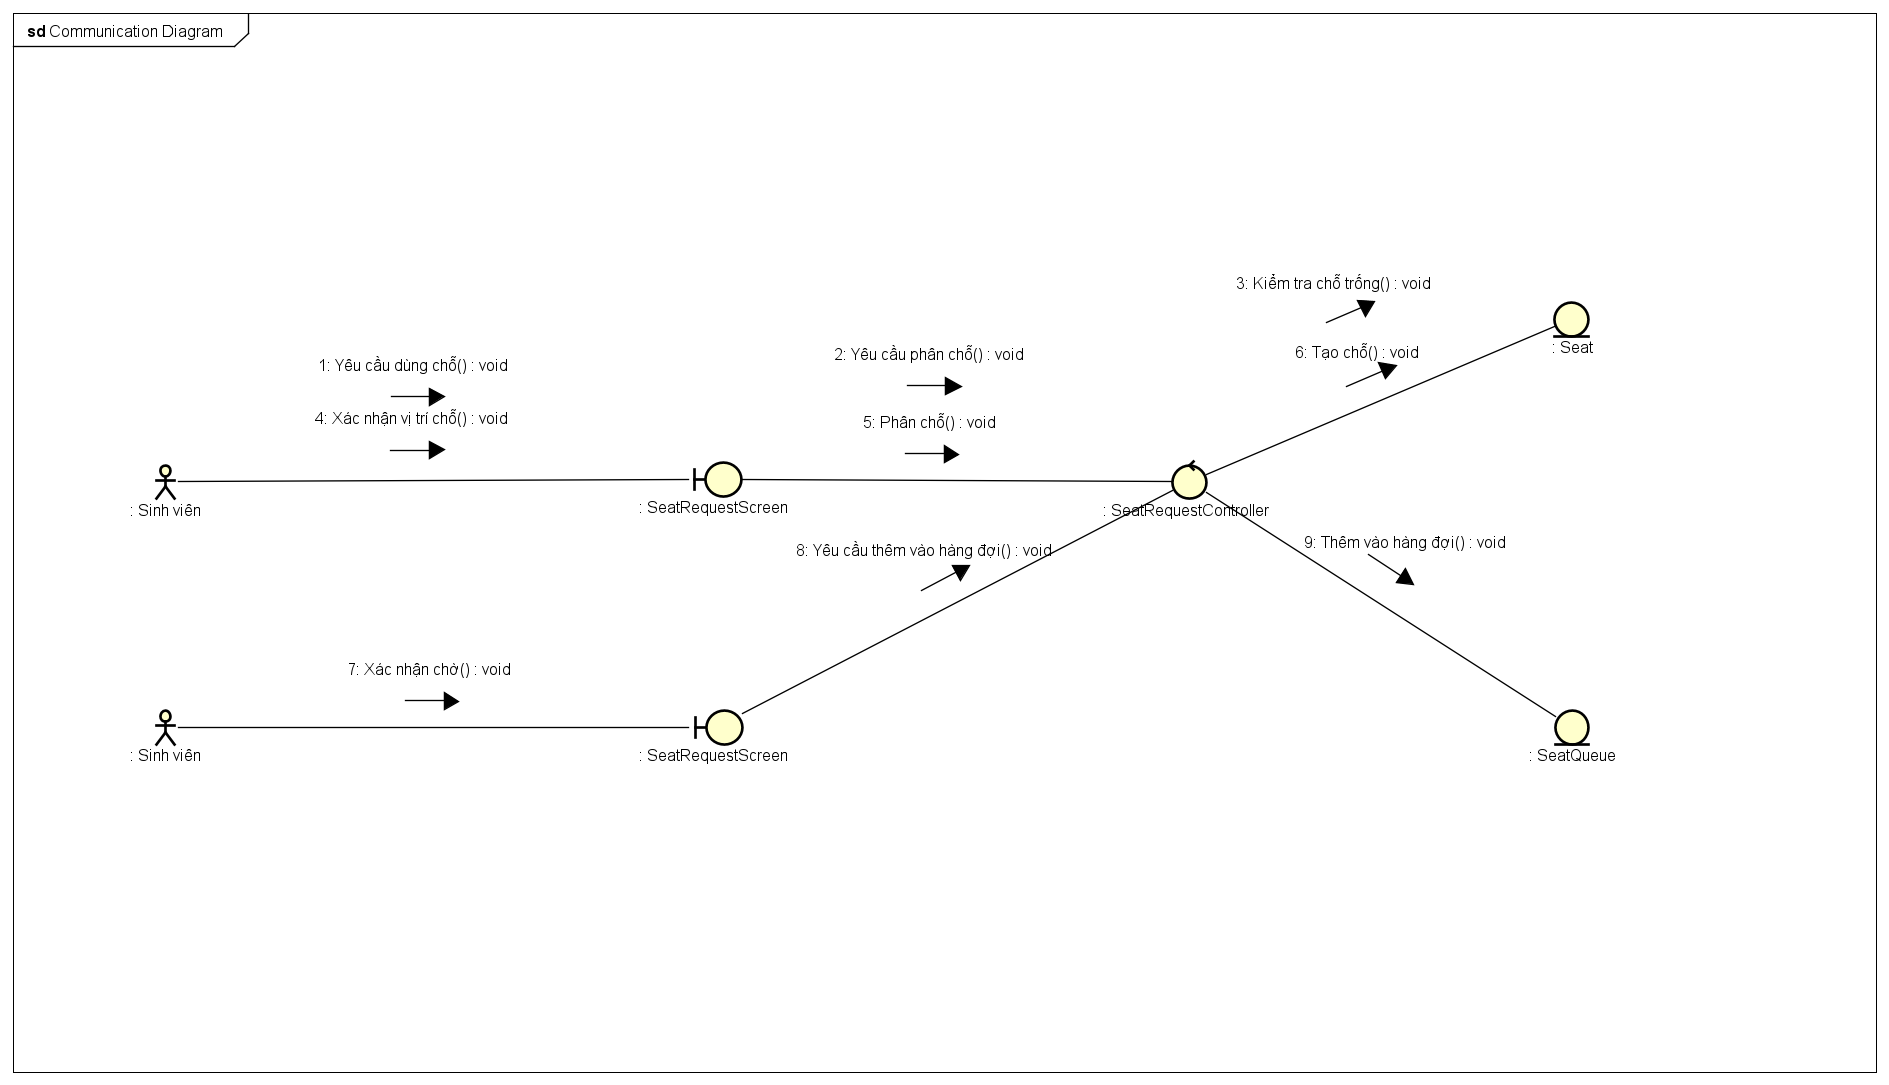 sd Communication Diagram
3: Kiểm tra chỗ trống() : void
: Seat
6: Tạo chỗ() : void
1: Yêu cầu dùng chỗ() : void
2: Yêu cầu phân chỗ() : void
4: Xác nhận vị trí chỗ() : void
5: Phân chỗ() : void
: Sinh viên
: SeatRequestScreen
: SeatRequestController
8: Yêu cầu thêm vào hàng đợi() : void
9: Thêm vào hàng đợi() : void
7: Xác nhận chờ() : void
: Sinh viên
: SeatRequestScreen
: SeatQueue